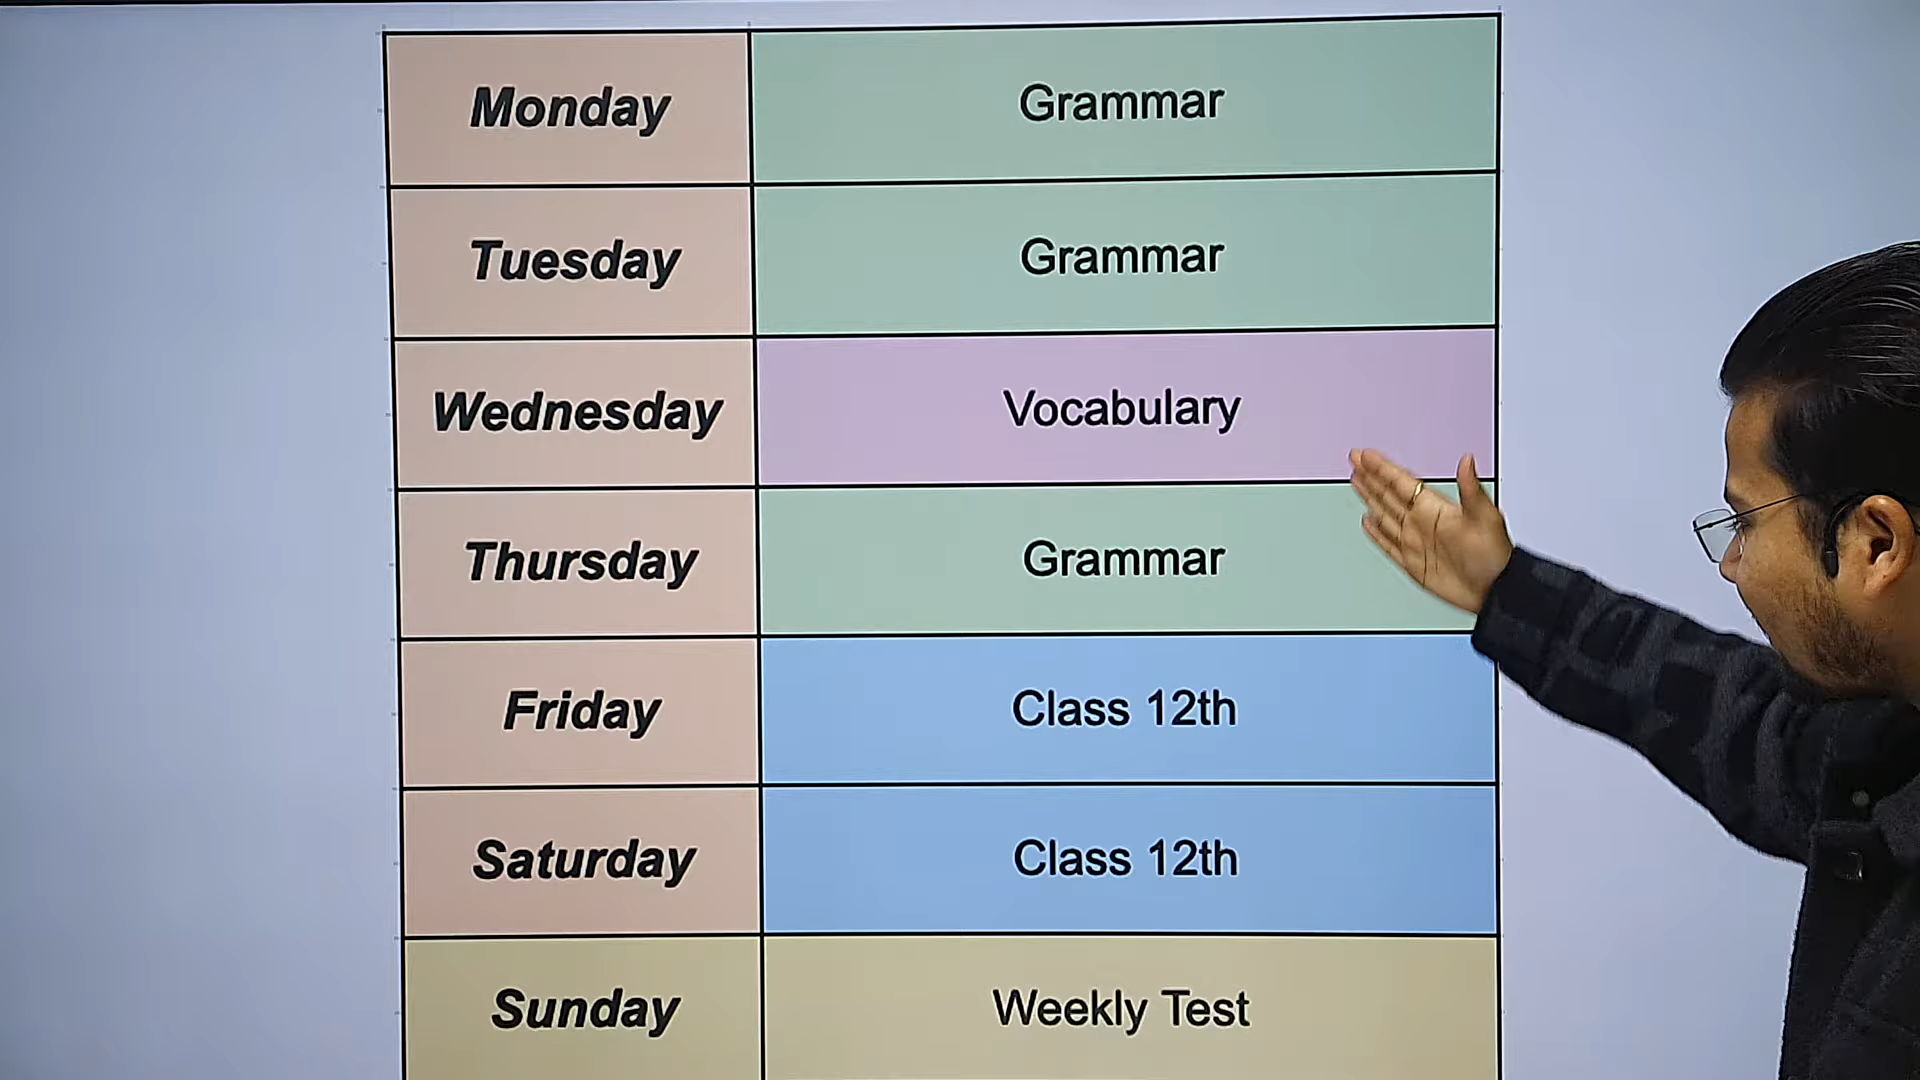 Monday Grammar
Tuesday Grammar
Wednesday Vocabulary
Thursday Grammar
Friday Class 12th
Saturday Class 12th
Sunday Weekly Test